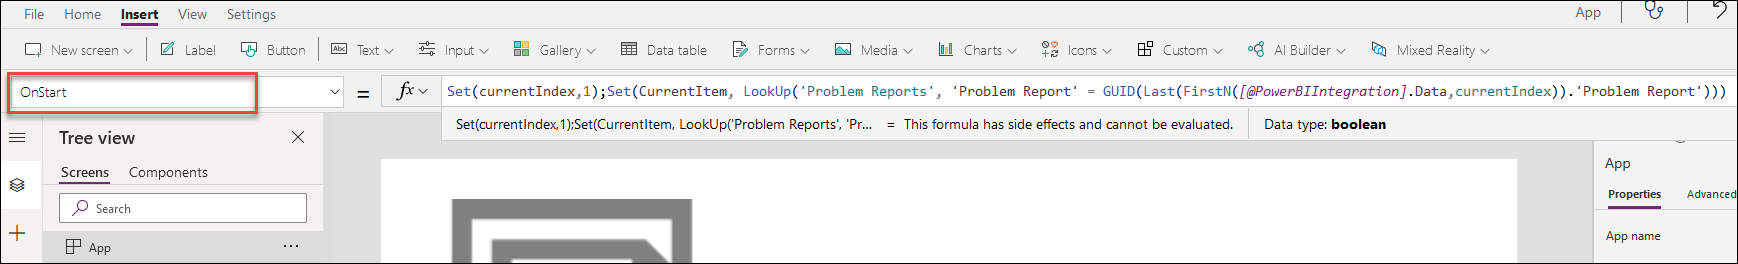 File Home Insert View Settings App
New screen Label Button Abc Text Input Gallery Data table Forms Media Charts Icons Custom AI Builder Mixed Reality
OnStart = fx Set(currentIndex,1);Set(CurrentItem, LookUp('Problem Reports', 'Problem Report' = GUID(Last(FirstN([@PowerBIIntegration].Data,currentIndex)).'Problem Report')))
Set(currentIndex,1);Set(CurrentItem, LookUp('Problem Reports', 'Pr... = This formula has side effects and cannot be evaluated. Data type: boolean
Tree view
Screens Components
Search
App ...
App
Properties Advanced
App name